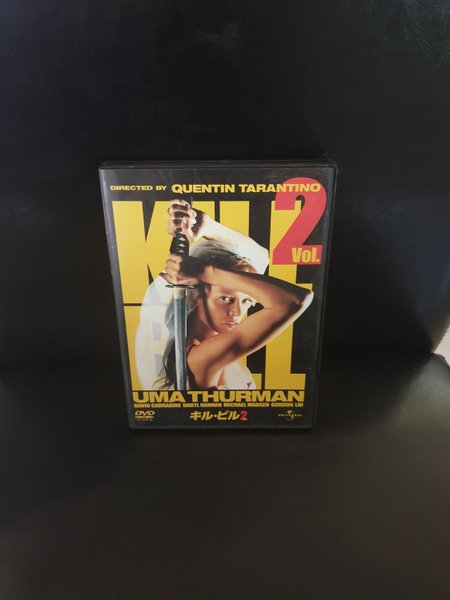 DIRECTED BY QUENTIN TARANTINO
2
Vol.
KILL
BILL
UMA THURMAN
DAVID CARRADINE DARYL HANNAH MICHAEL MADSEN GORDON LIU
DVD
VIDEO
キル・ビル2
UNIVERSAL